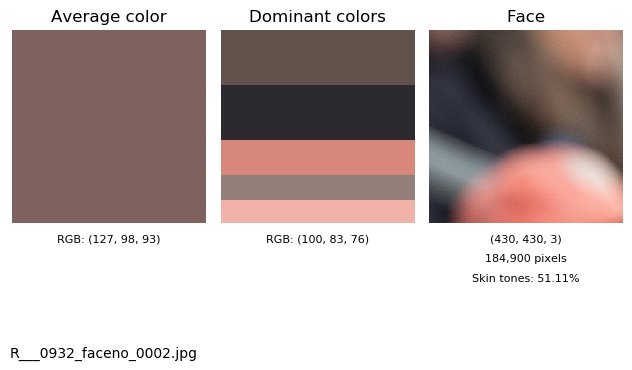 Average color
Dominant colors
Face
RGB: (127, 98, 93)
RGB: (100, 83, 76)
(430, 430, 3)
184,900 pixels
Skin tones: 51.11%
R___0932_faceno_0002.jpg